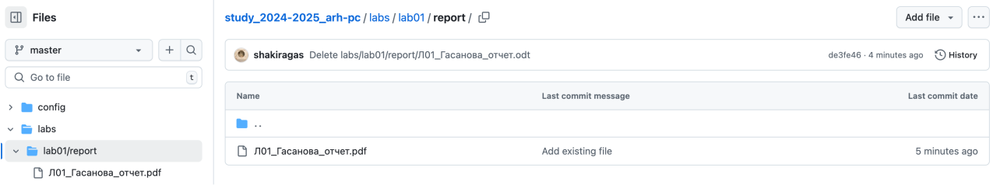 Files
master
Go to file
t
config
labs
lab01/report
Л01_Гасанова_отчет.pdf
study_2024-2025_arh-pc / labs / lab01 / report /
Add file
shakiragas Delete labs/lab01/report/Л01_Гасанова_отчет.odt
de3fe46 · 4 minutes ago History
Name Last commit message Last commit date
..
Л01_Гасанова_отчет.pdf Add existing file 5 minutes ago